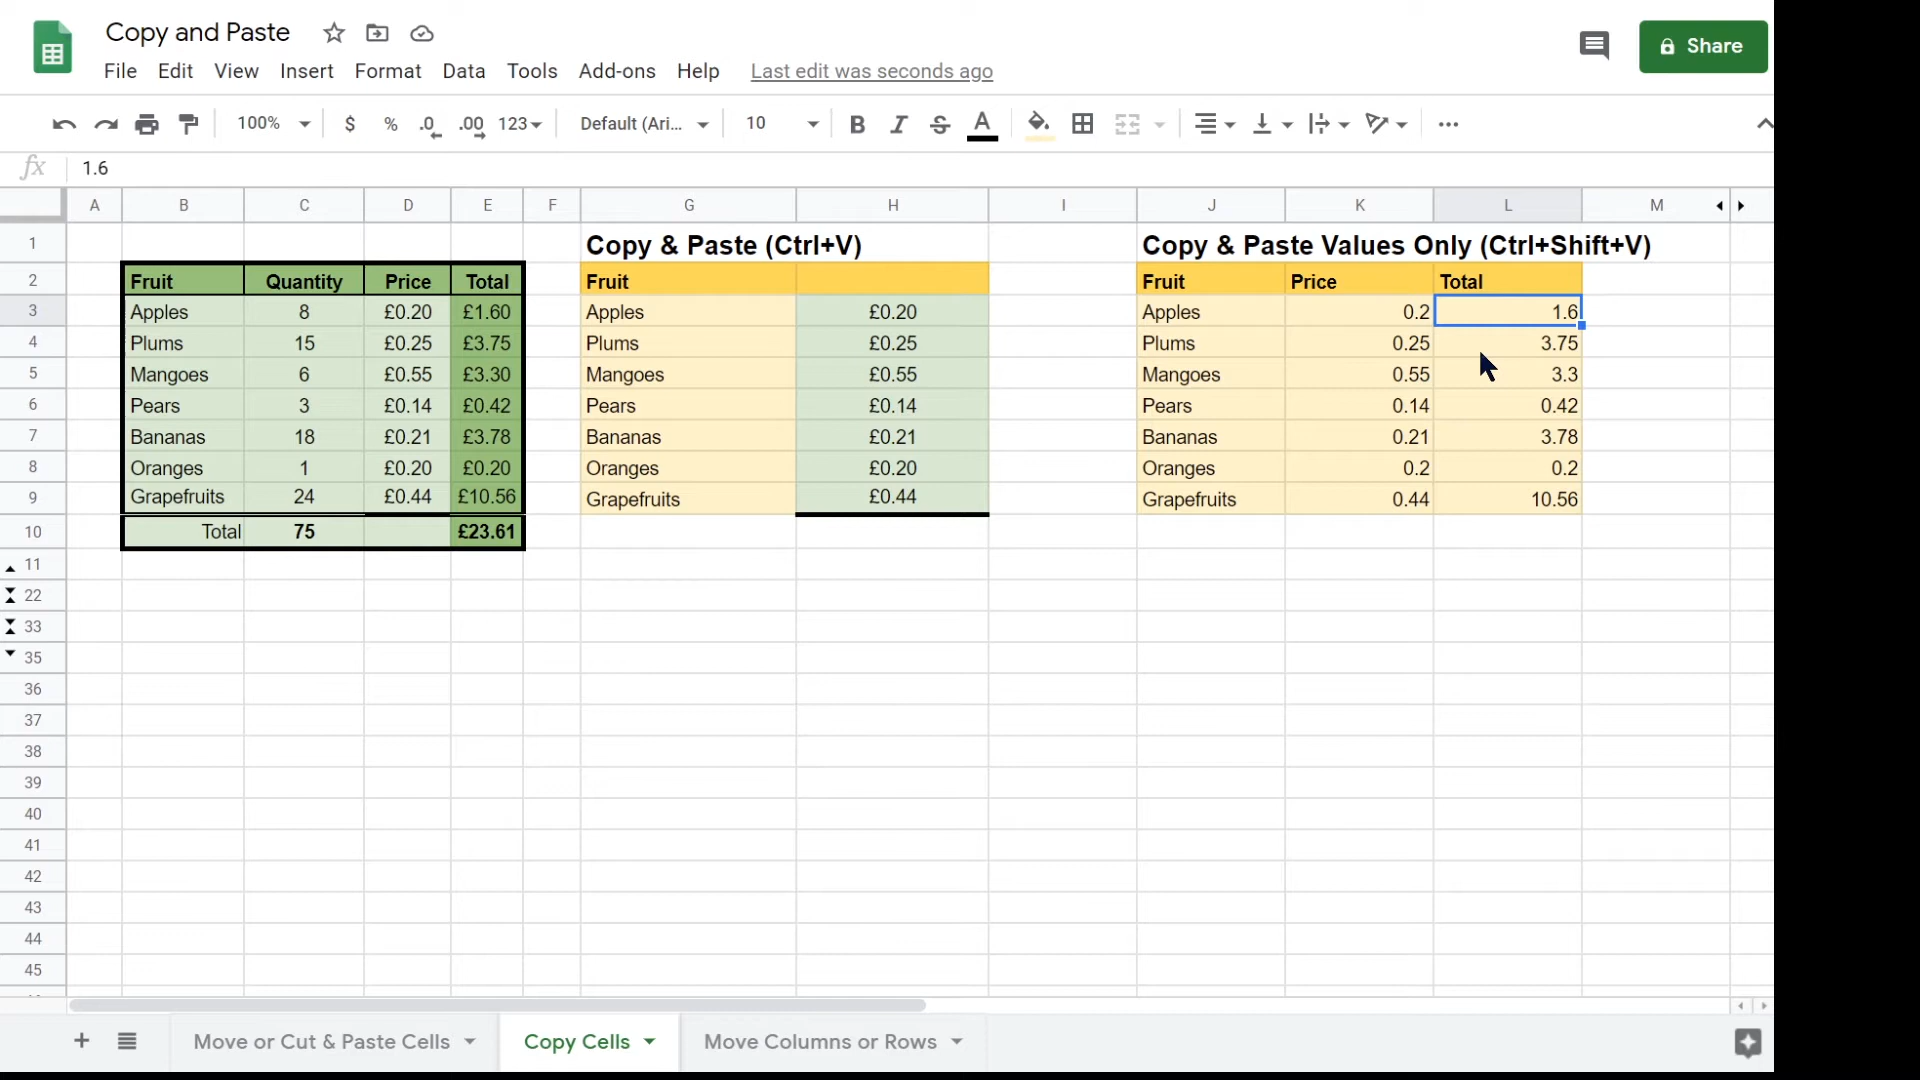 Copy and Paste
File Edit View Insert Format Data Tools Add-ons Help Last edit was seconds ago
Share
100% $ % .0 .00 123 Default (Ari... 10 B I S A
fx 1.6
A B C D E F G H I J K L M
1 Copy & Paste (Ctrl+V) Copy & Paste Values Only (Ctrl+Shift+V)
2 Fruit Quantity Price Total Fruit Fruit Price Total
3 Apples 8 £0.20 £1.60 Apples £0.20 Apples 0.2 1.6
4 Plums 15 £0.25 £3.75 Plums £0.25 Plums 0.25 3.75
5 Mangoes 6 £0.55 £3.30 Mangoes £0.55 Mangoes 0.55 3.3
6 Pears 3 £0.14 £0.42 Pears £0.14 Pears 0.14 0.42
7 Bananas 18 £0.21 £3.78 Bananas £0.21 Bananas 0.21 3.78
8 Oranges 1 £0.20 £0.20 Oranges £0.20 Oranges 0.2 0.2
9 Grapefruits 24 £0.44 £10.56 Grapefruits £0.44 Grapefruits 0.44 10.56
10 Total 75 £23.61
11
22
33
35
36
37
38
39
40
41
42
43
44
45
+ Move or Cut & Paste Cells Copy Cells Move Columns or Rows